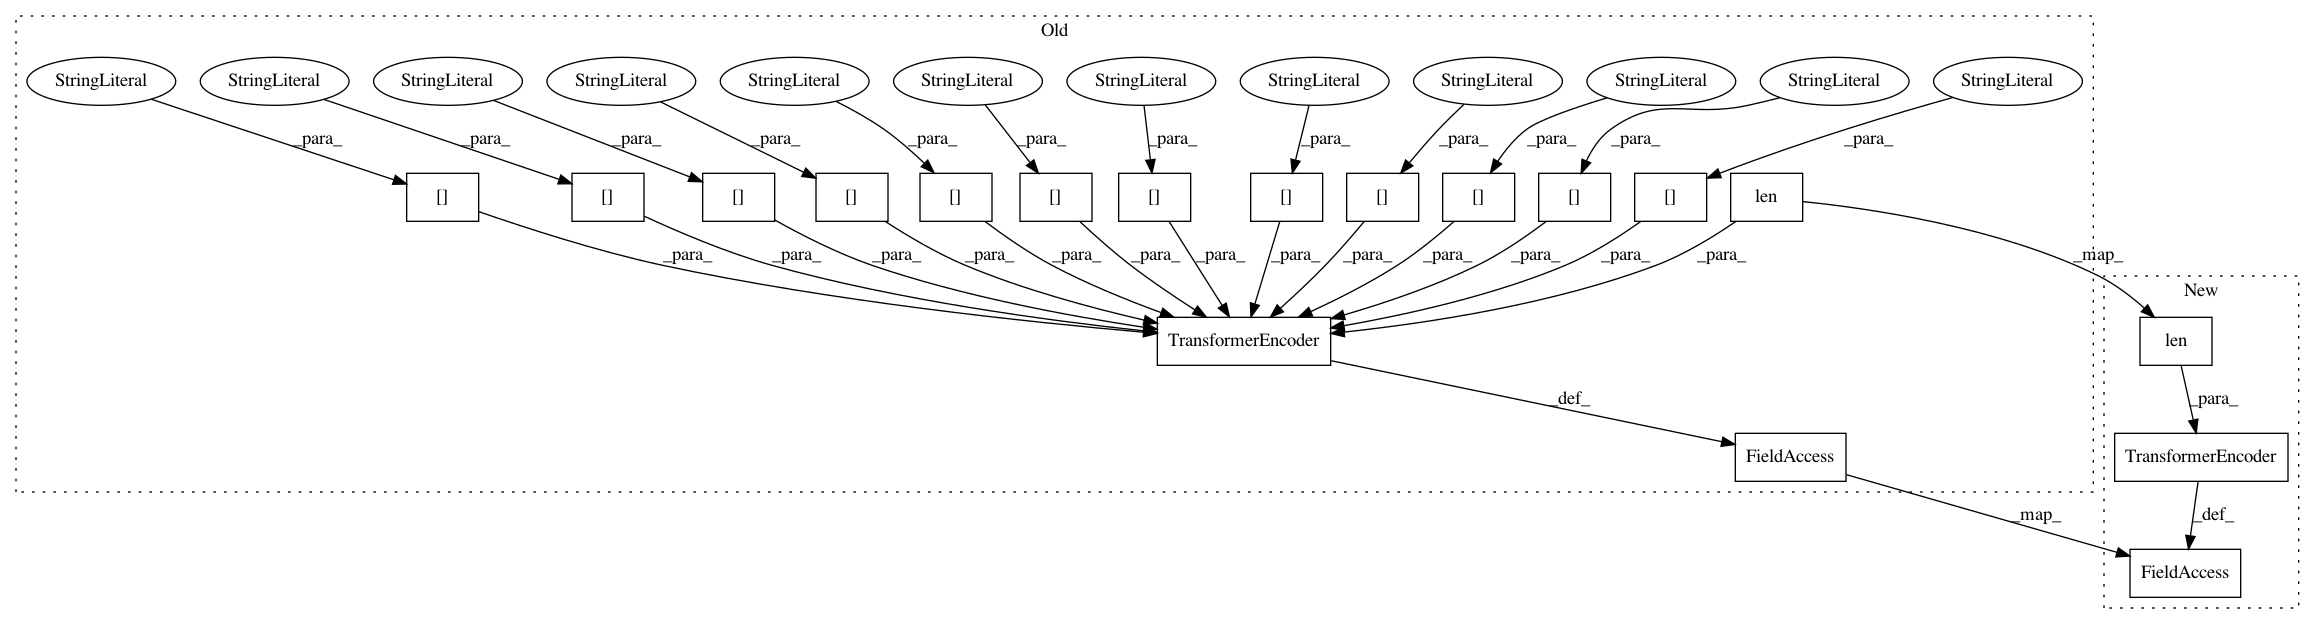 Old
StringLiteral StringLiteral StringLiteral StringLiteral StringLiteral StringLiteral StringLiteral StringLiteral StringLiteral StringLiteral StringLiteral StringLiteral
_para_ _para_ _para_ _para_ _para_ _para_ _para_ _para_ _para_ _para_ _para_ _para_
[] [] [] [] [] [] [] [] [] [] [] [] len
_para_ _para_ _para_ _para_ _para_ _para_ _para_ _para_ _para_ _para_ _para_ _para_ _para_ _map_
New
TransformerEncoder len
_def_ _para_
FieldAccess TransformerEncoder
_map_ _def_
FieldAccess